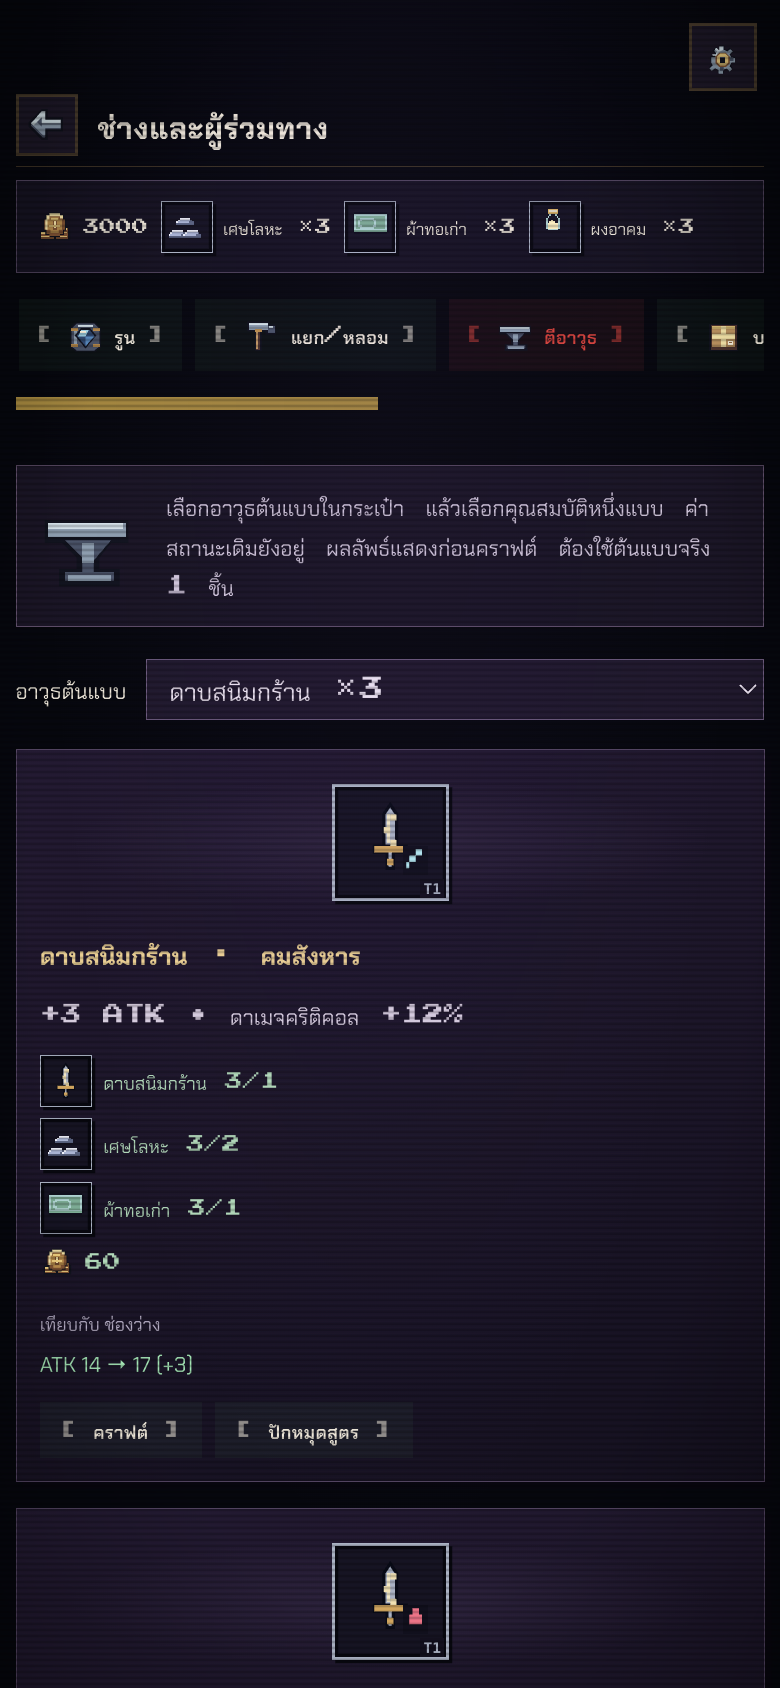 ช่างและผู้ร่วมทาง
3000 เศษโลหะ ×3 ผ้าทอเก่า ×3 ผงอาคม ×3
[ รูน ] [ แยก/หลอม ] [ ตีอาวุธ ] [
เลือกอาวุธต้นแบบในกระเป๋า แล้วเลือกคุณสมบัติหนึ่งแบบ ค่า
สถานะเดิมยังอยู่ ผลลัพธ์แสดงก่อนคราฟต์ ต้องใช้ต้นแบบจริง
1 ชิ้น
อาวุธต้นแบบ ดาบสนิมกร้าน ×3
T1
ดาบสนิมกร้าน · คมสังหาร
+3 ATK • ดาเมจคริติคอล +12%
ดาบสนิมกร้าน 3/1
เศษโลหะ 3/2
ผ้าทอเก่า 3/1
60
เทียบกับ ช่องว่าง
ATK 14 → 17 (+3)
[ คราฟต์ ] [ ปักหมุดสูตร ]
T1